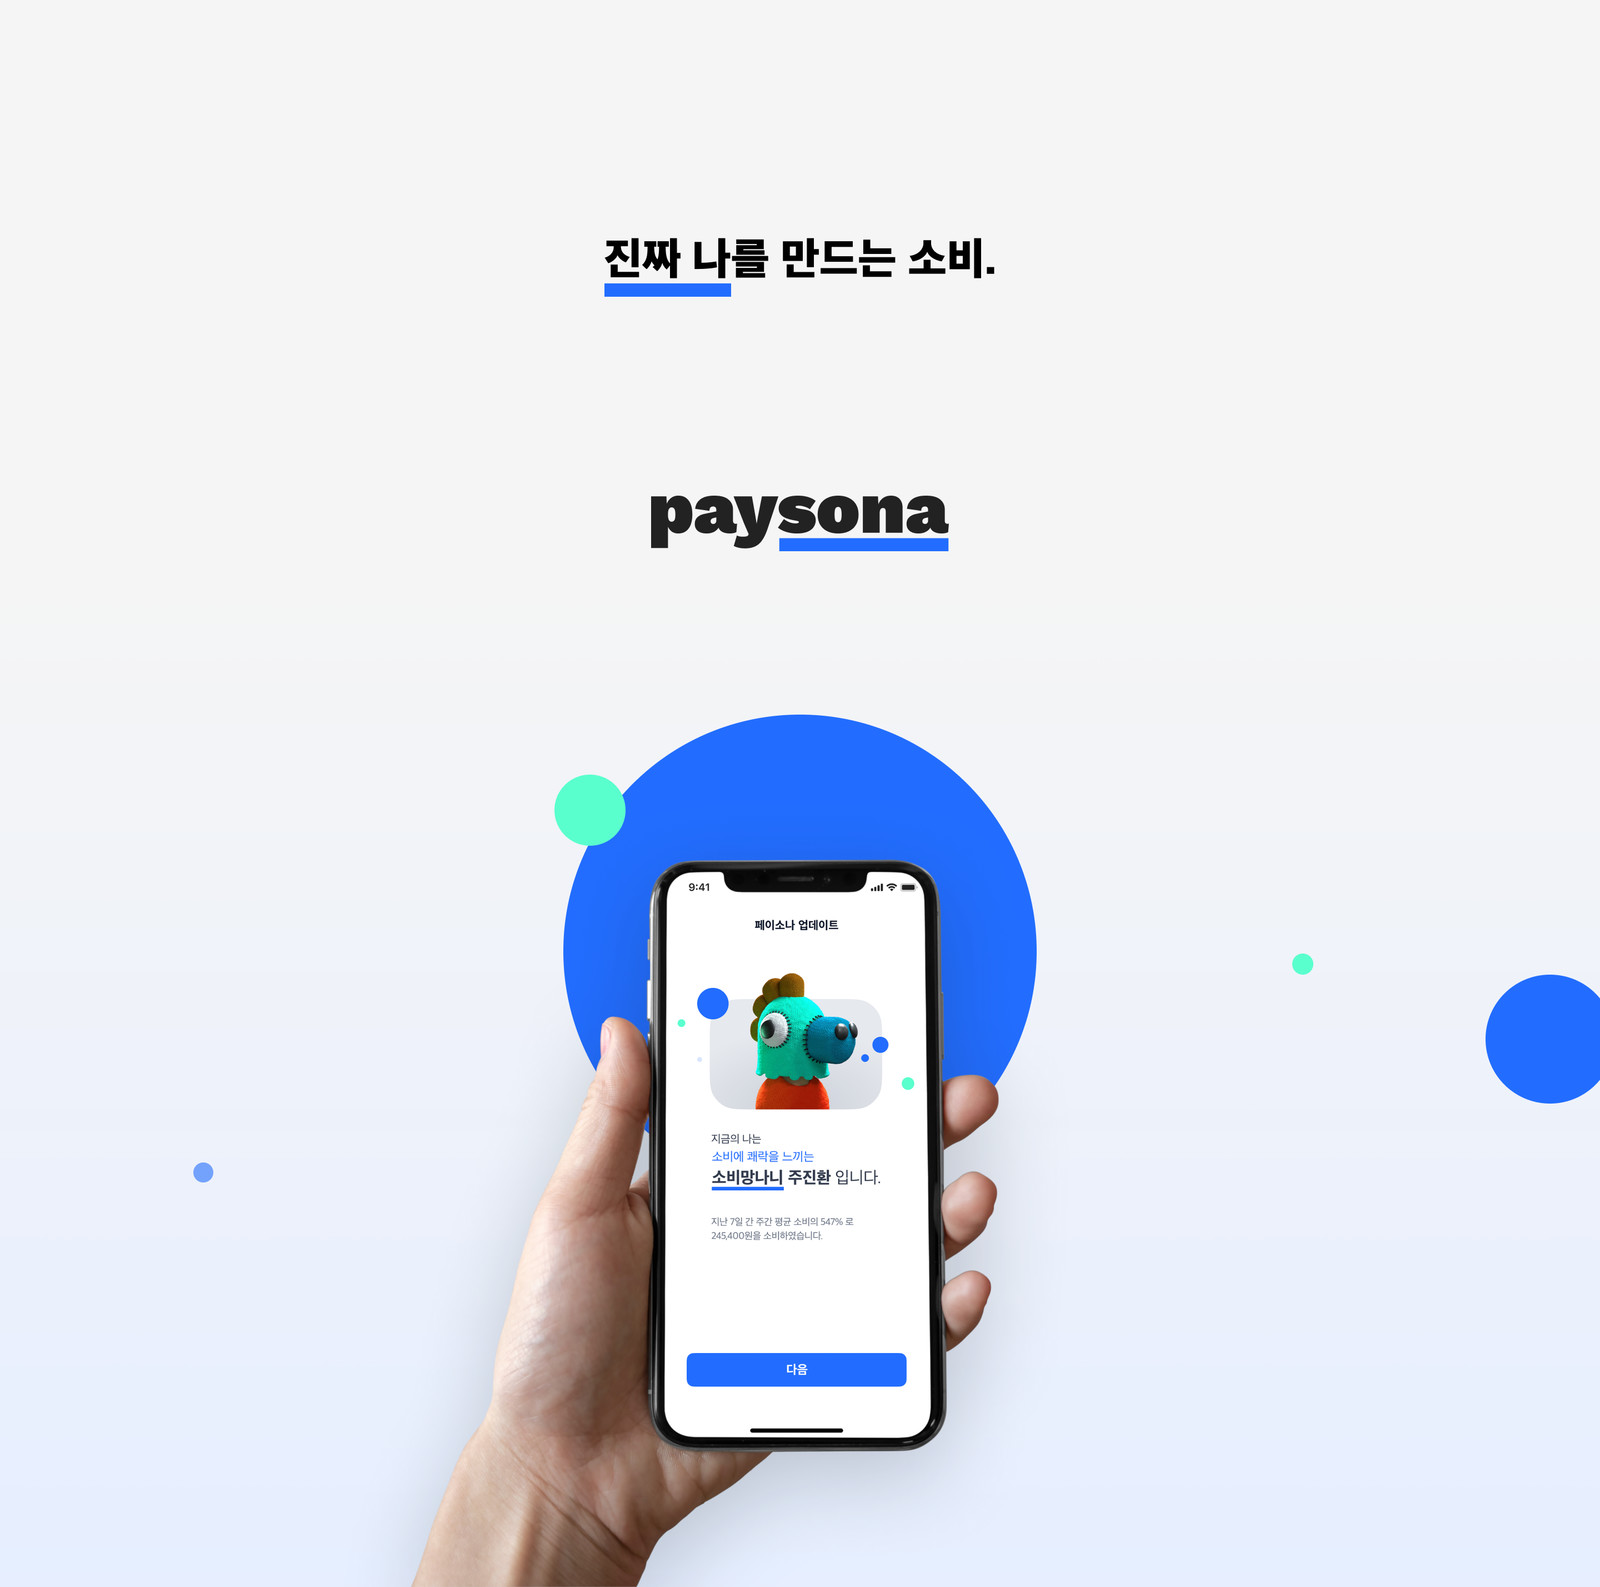 진짜 나를 만드는 소비.
paysona
9:41
페이소나 업데이트
지금의 나는
소비에 쾌락을 느끼는
소비망나니 주진환 입니다.
지난 7일 간 주간 평균 소비의 547% 로
245,400원을 소비하였습니다.
다음